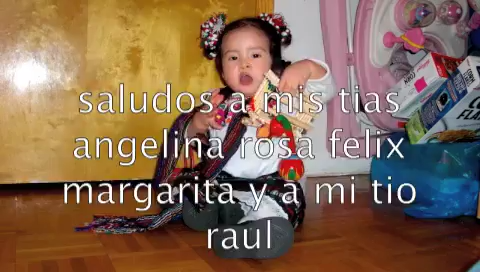 saludos a mis tias
angelina rosa felix
margarita y a mi tio
raul